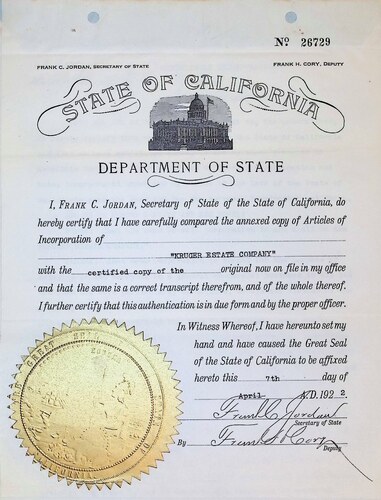 Nº 26729
FRANK C. JORDAN, SECRETARY OF STATE
FRANK H. CORY, DEPUTY
STATE OF CALIFORNIA
DEPARTMENT OF STATE
I, FRANK C. JORDAN, Secretary of State of the State of California, do
hereby certify that I have carefully compared the annexed copy of Articles of
Incorporation of
"KRUGER ESTATE COMPANY"
with the certified copy of the original now on file in my office
and that the same is a correct transcript therefrom, and of the whole thereof.
I further certify that this authentication is in due form and by the proper officer.
In Witness Whereof, I have hereunto set my
hand and have caused the Great Seal
of the State of California to be affixed
hereto this 7th day of
April A.D. 1922
Frank C. Jordan
Secretary of State
By Frank H. Cory
Deputy